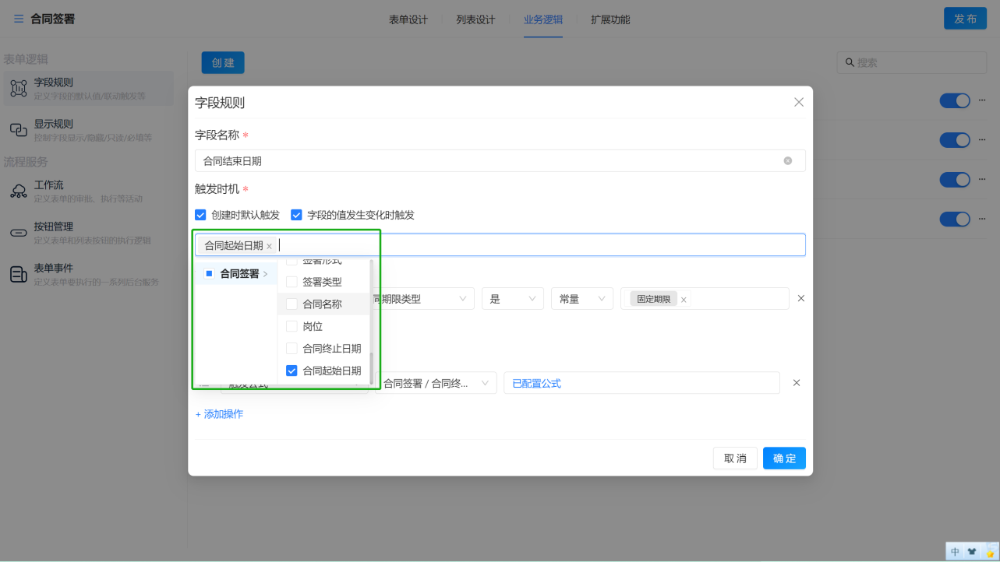 合同签署
表单设计
列表设计
业务逻辑
扩展功能
发布
表单逻辑
字段规则
定义字段的默认值/联动触发等
显示规则
控制字段显示/隐藏/只读/必填等
流程服务
工作流
定义表单的审批、执行等活动
按钮管理
定义表单和列表按钮的执行逻辑
表单事件
定义表单要执行的一系列后台服务
创建
搜索
字段规则
字段名称 *
合同结束日期
触发时机 *
创建时默认触发
字段的值发生变化时触发
合同起始日期 x
合同签署 >
签署形式
签署类型
合同名称
岗位
合同终止日期
合同起始日期
同期限类型
是
常量
固定期限 x
触发公式
合同签署 / 合同终...
已配置公式
+ 添加操作
取消
确定
中